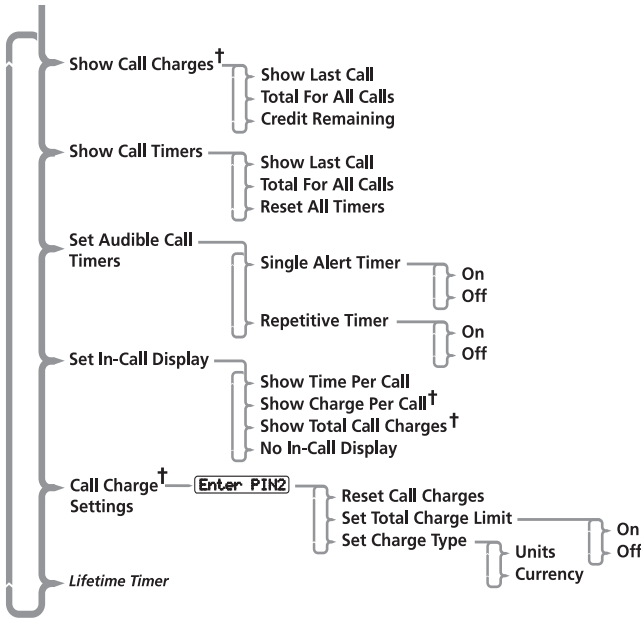 Show Call Charges†
Show Last Call
Total For All Calls
Credit Remaining
Show Call Timers
Show Last Call
Total For All Calls
Reset All Timers
Set Audible Call
Timers
Single Alert Timer
On
Off
Repetitive Timer
On
Off
Set In-Call Display
Show Time Per Call
Show Charge Per Call†
Show Total Call Charges†
No In-Call Display
Call Charge†
Settings
Enter PIN2
Reset Call Charges
Set Total Charge Limit
On
Off
Set Charge Type
Units
Currency
Lifetime Timer